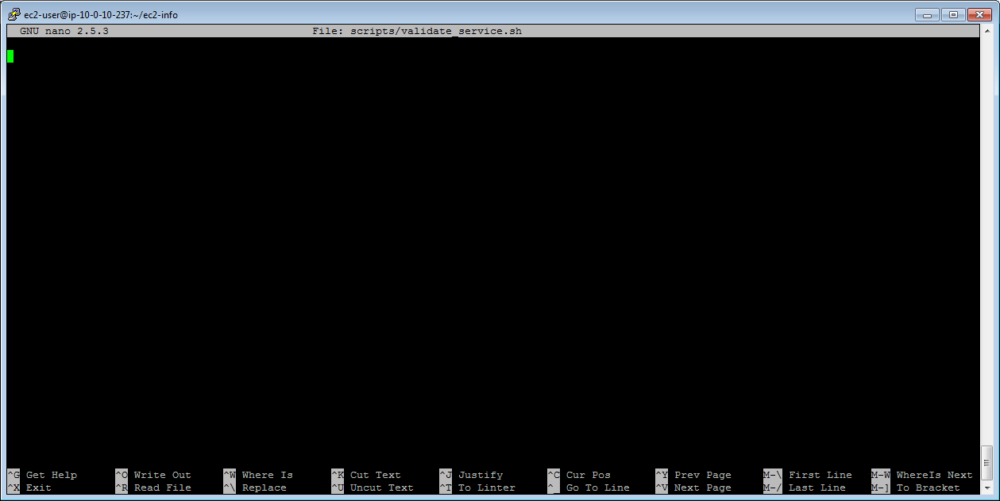 ec2-user@ip-10-0-10-237:~/ec2-info
GNU nano 2.5.3 File: scripts/validate_service.sh
^G Get Help ^O Write Out ^W Where Is ^K Cut Text ^J Justify ^C Cur Pos ^Y Prev Page M-\ First Line M-W WhereIs Next
^X Exit ^R Read File ^\ Replace ^U Uncut Text ^T To Linter ^_ Go To Line ^V Next Page M-/ Last Line M-] To Bracket